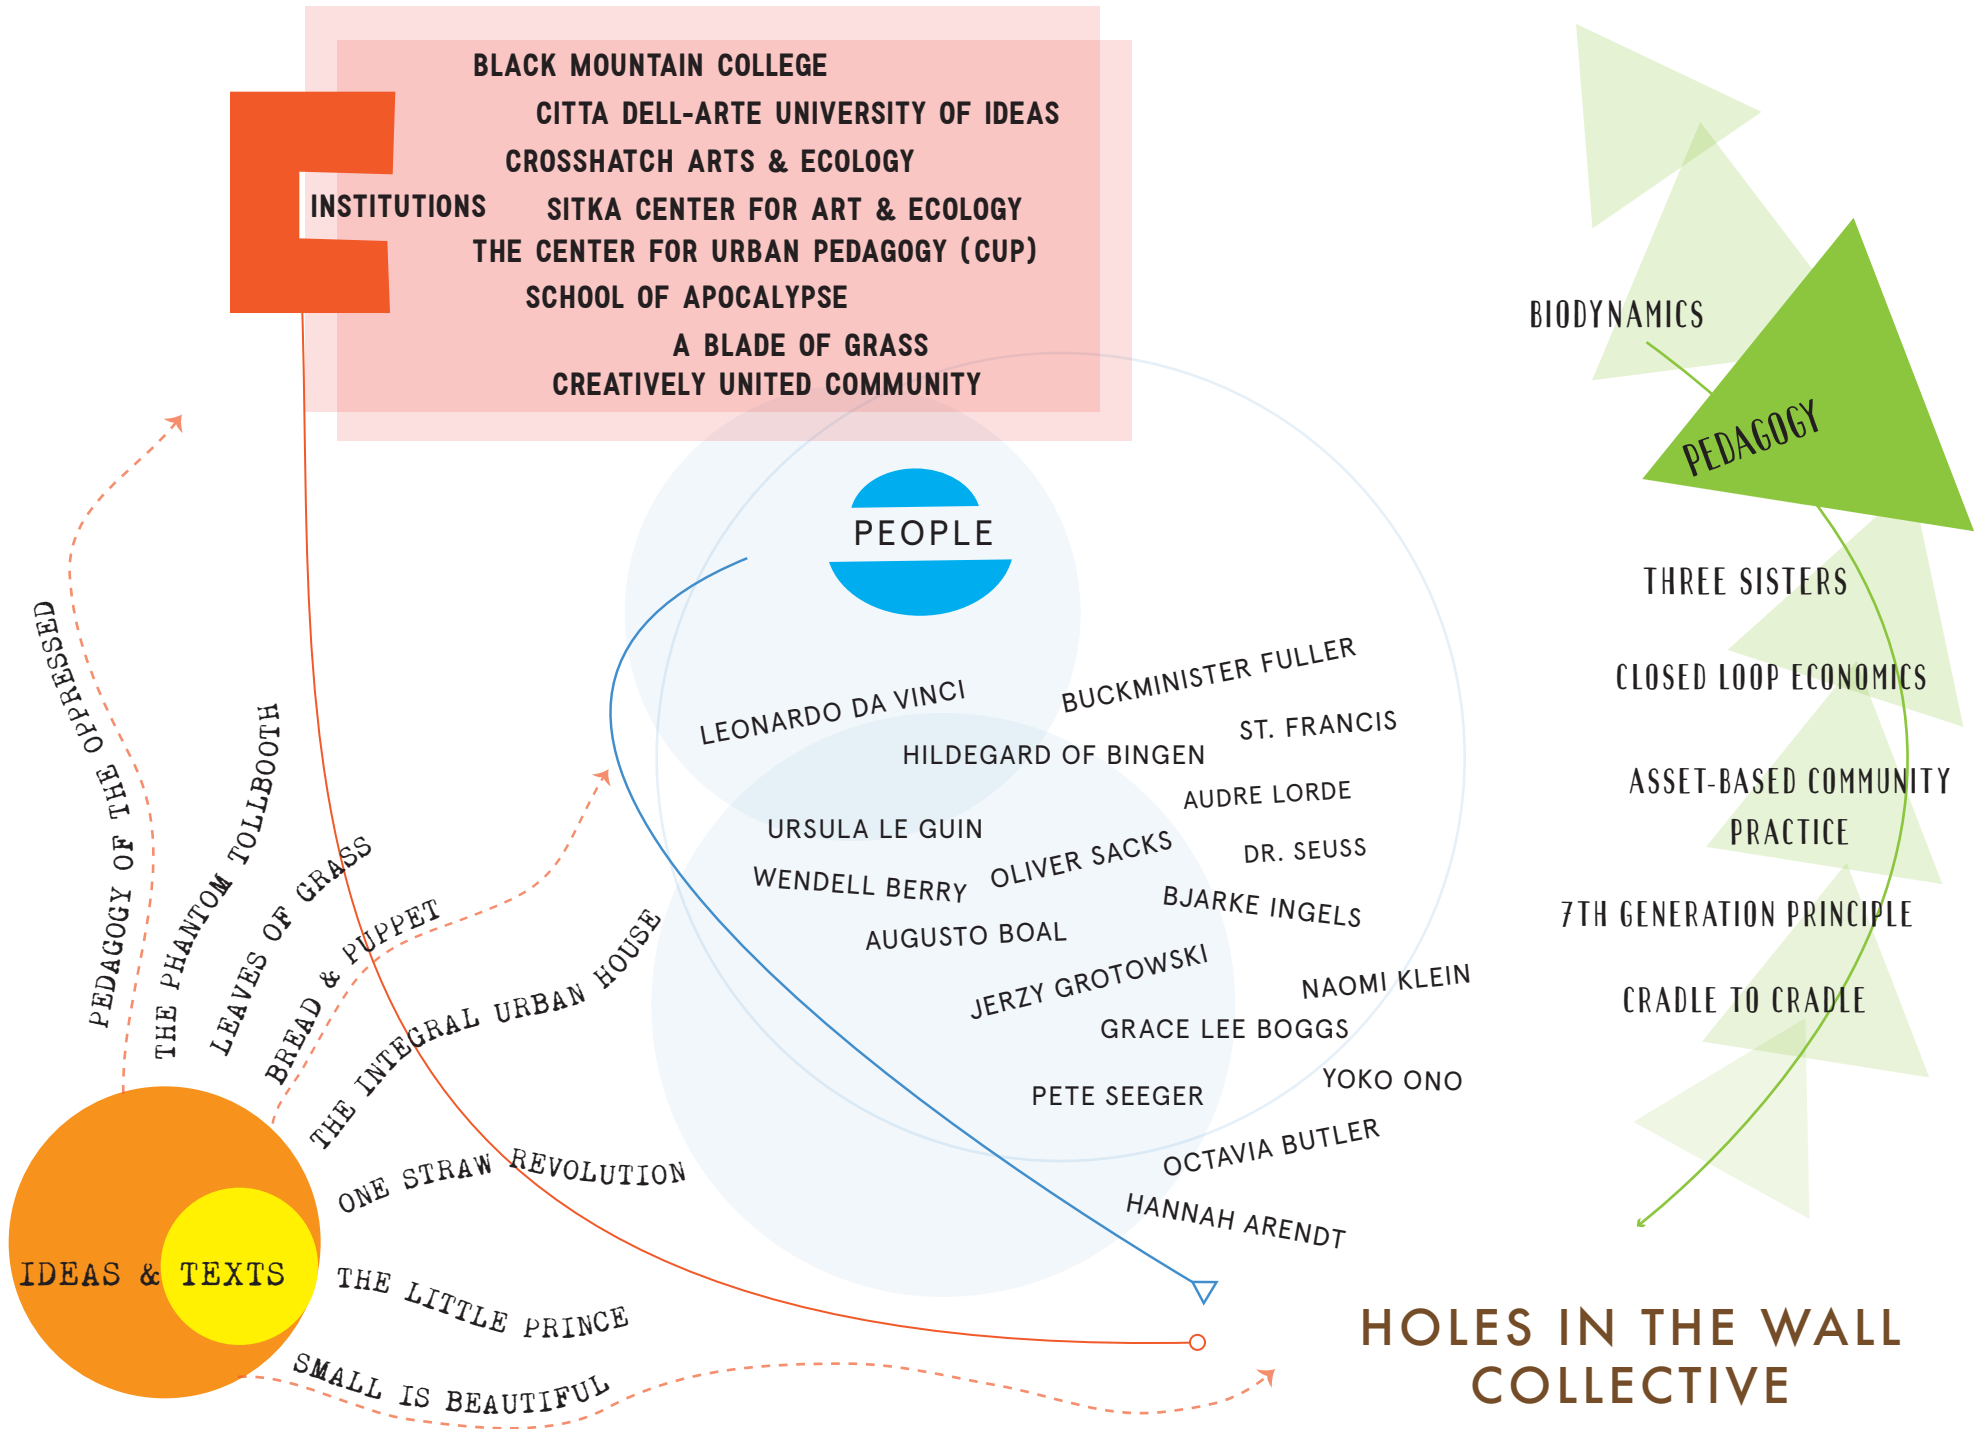 BLACK MOUNTAIN COLLEGE
CITTA DELL-ARTE UNIVERSITY OF IDEAS
CROSSHATCH ARTS & ECOLOGY
INSTITUTIONS
SITKA CENTER FOR ART & ECOLOGY
THE CENTER FOR URBAN PEDAGOGY (CUP)
SCHOOL OF APOCALYPSE
A BLADE OF GRASS
CREATIVELY UNITED COMMUNITY
PEOPLE
LEONARDO DA VINCI
BUCKMINISTER FULLER
ST. FRANCIS
HILDEGARD OF BINGEN
AUDRE LORDE
URSULA LE GUIN
OLIVER SACKS
DR. SEUSS
WENDELL BERRY
BJARKE INGELS
AUGUSTO BOAL
JERZY GROTOWSKI
NAOMI KLEIN
GRACE LEE BOGGS
YOKO ONO
PETE SEEGER
OCTAVIA BUTLER
HANNAH ARENDT
BIODYNAMICS
PEDAGOGY
THREE SISTERS
CLOSED LOOP ECONOMICS
ASSET-BASED COMMUNITY
PRACTICE
7TH GENERATION PRINCIPLE
CRADLE TO CRADLE
PEDAGOGY OF THE OPPRESSED
THE PHANTOM TOLLBOOTH
LEAVES OF GRASS
BREAD & PUPPET
THE INTEGRAL URBAN HOUSE
ONE STRAW REVOLUTION
IDEAS & TEXTS
THE LITTLE PRINCE
SMALL IS BEAUTIFUL
HOLES IN THE WALL
COLLECTIVE